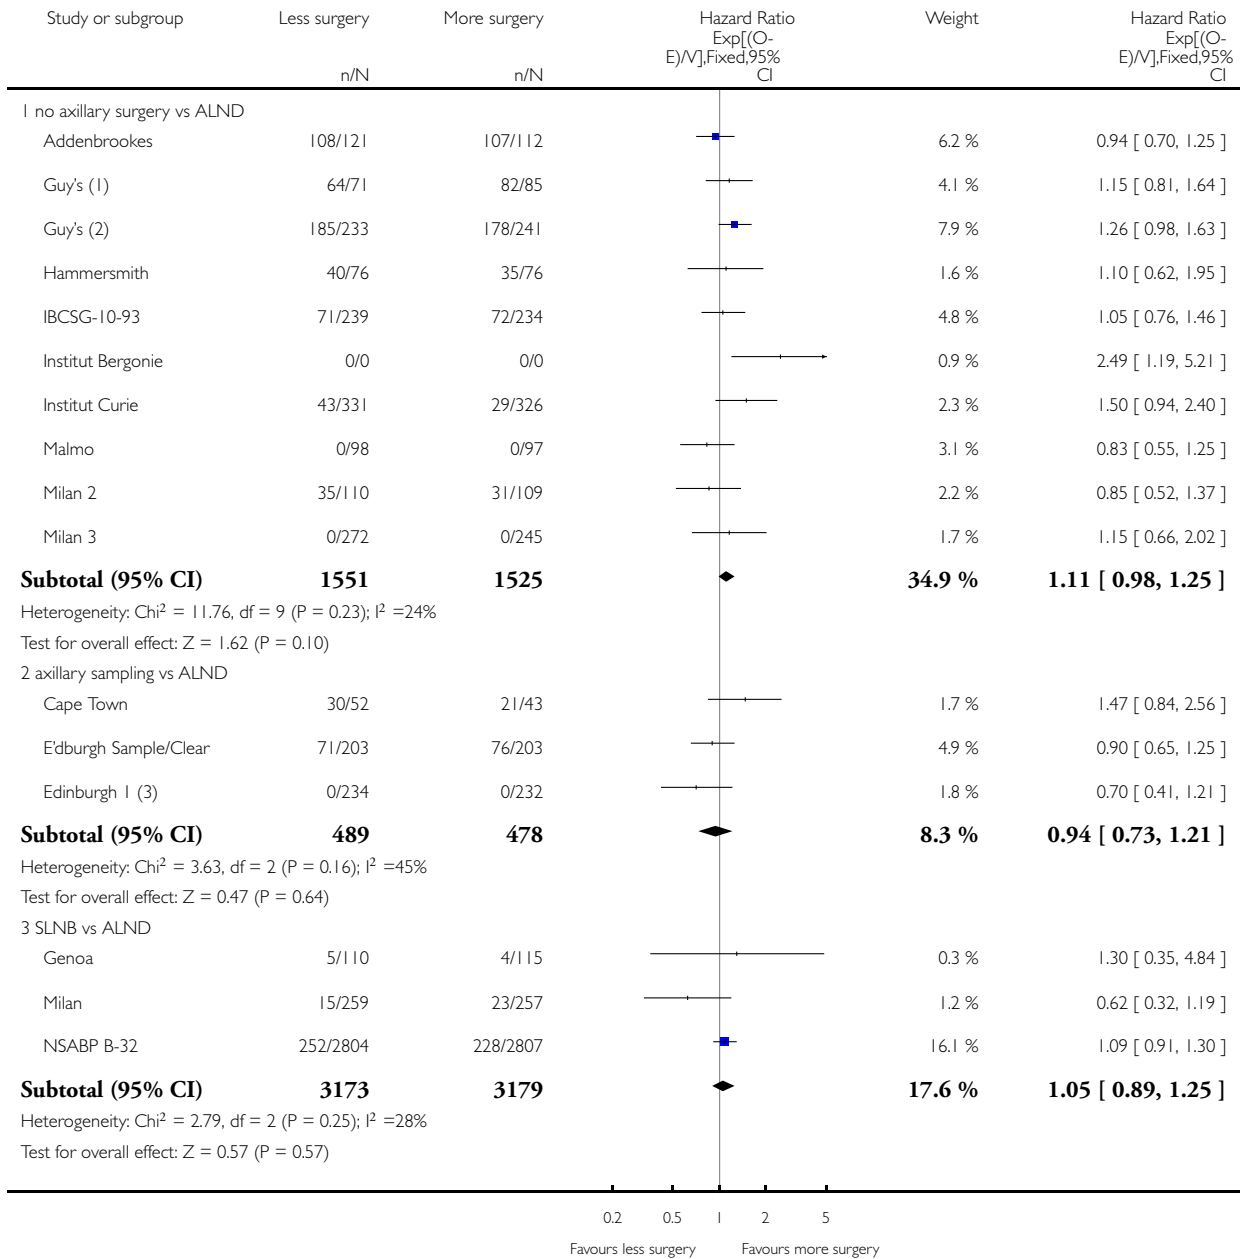 Study or subgroup Less surgery More surgery Hazard Ratio Weight Hazard Ratio
Exp[(O- Exp[(O-
E)/V],Fixed,95% E)/V],Fixed,95%
n/N n/N CI CI
1 no axillary surgery vs ALND
Addenbrookes 108/121 107/112 6.2 % 0.94 [ 0.70, 1.25 ]
Guy's (1) 64/71 82/85 4.1 % 1.15 [ 0.81, 1.64 ]
Guy's (2) 185/233 178/241 7.9 % 1.26 [ 0.98, 1.63 ]
Hammersmith 40/76 35/76 1.6 % 1.10 [ 0.62, 1.95 ]
IBCSG-10-93 71/239 72/234 4.8 % 1.05 [ 0.76, 1.46 ]
Institut Bergonie 0/0 0/0 0.9 % 2.49 [ 1.19, 5.21 ]
Institut Curie 43/331 29/326 2.3 % 1.50 [ 0.94, 2.40 ]
Malmo 0/98 0/97 3.1 % 0.83 [ 0.55, 1.25 ]
Milan 2 35/110 31/109 2.2 % 0.85 [ 0.52, 1.37 ]
Milan 3 0/272 0/245 1.7 % 1.15 [ 0.66, 2.02 ]
Subtotal (95% CI) 1551 1525 34.9 % 1.11 [ 0.98, 1.25 ]
Heterogeneity: Chi² = 11.76, df = 9 (P = 0.23); I² =24%
Test for overall effect: Z = 1.62 (P = 0.10)
2 axillary sampling vs ALND
Cape Town 30/52 21/43 1.7 % 1.47 [ 0.84, 2.56 ]
E'dburgh Sample/Clear 71/203 76/203 4.9 % 0.90 [ 0.65, 1.25 ]
Edinburgh 1 (3) 0/234 0/232 1.8 % 0.70 [ 0.41, 1.21 ]
Subtotal (95% CI) 489 478 8.3 % 0.94 [ 0.73, 1.21 ]
Heterogeneity: Chi² = 3.63, df = 2 (P = 0.16); I² =45%
Test for overall effect: Z = 0.47 (P = 0.64)
3 SLNB vs ALND
Genoa 5/110 4/115 0.3 % 1.30 [ 0.35, 4.84 ]
Milan 15/259 23/257 1.2 % 0.62 [ 0.32, 1.19 ]
NSABP B-32 252/2804 228/2807 16.1 % 1.09 [ 0.91, 1.30 ]
Subtotal (95% CI) 3173 3179 17.6 % 1.05 [ 0.89, 1.25 ]
Heterogeneity: Chi² = 2.79, df = 2 (P = 0.25); I² =28%
Test for overall effect: Z = 0.57 (P = 0.57)
0.2 0.5 1 2 5
Favours less surgery Favours more surgery